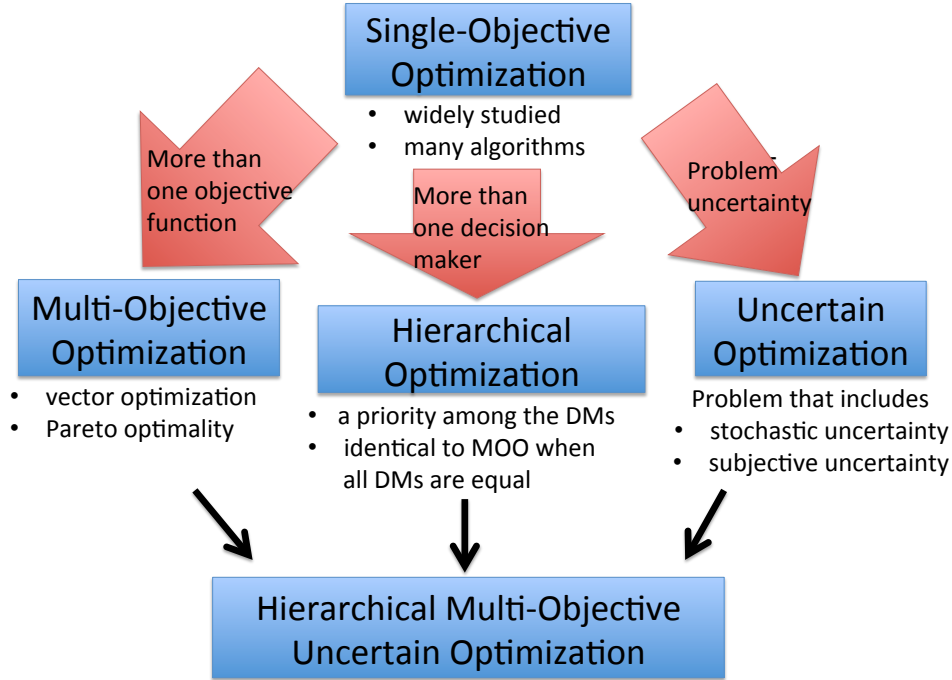 Single-Objective
Optimization
• widely studied
• many algorithms
More than
one objective
function
More than
one decision
maker
Problem
uncertainty
Multi-Objective
Optimization
• vector optimization
• Pareto optimality
Hierarchical
Optimization
• a priority among the DMs
• identical to MOO when
all DMs are equal
Uncertain
Optimization
Problem that includes
• stochastic uncertainty
• subjective uncertainty
Hierarchical Multi-Objective
Uncertain Optimization